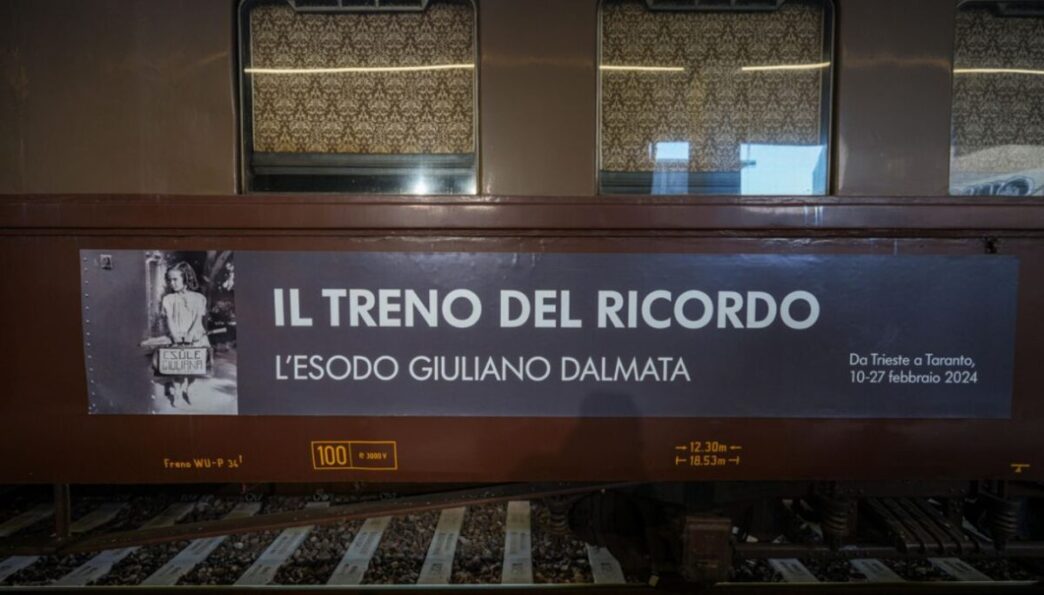 IL TRENO DEL RICORDO
L'ESODO GIULIANO DALMATA
Da Trieste a Taranto,
10-27 febbraio 2024
ESULE
GIULIANA
Freno WU-P 34t
100 e 3000 V
12.30m
18.53m